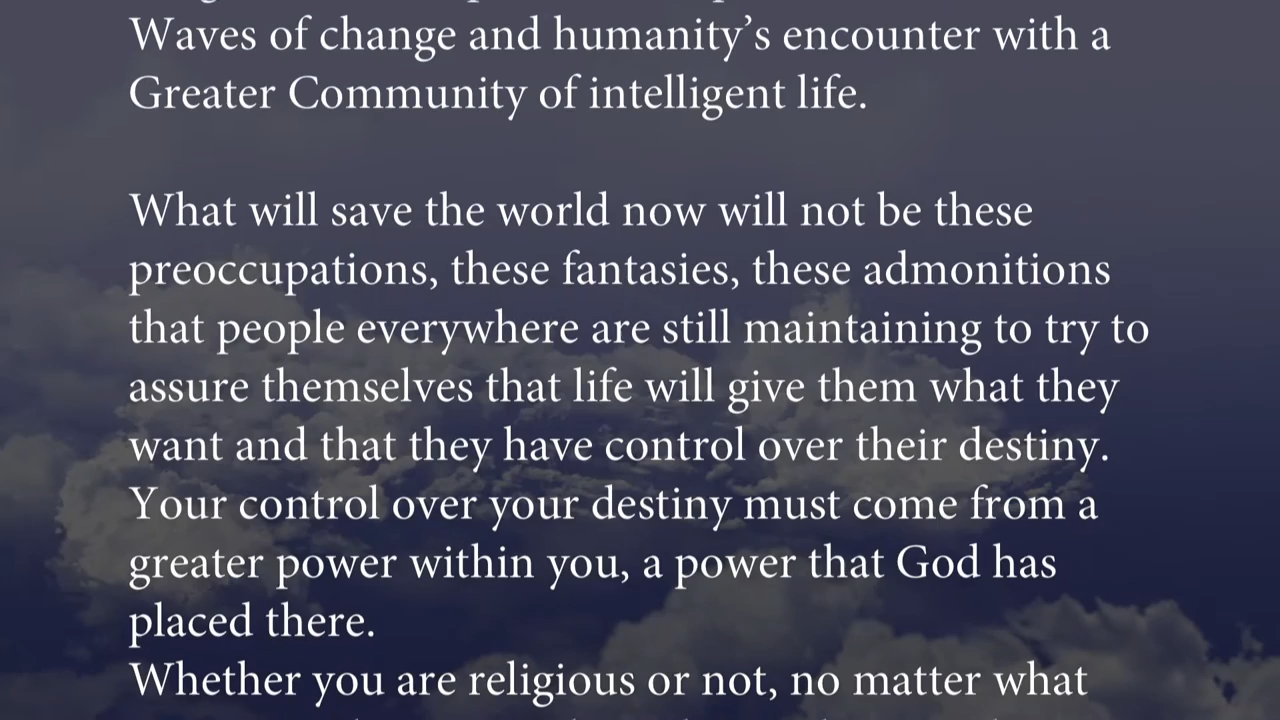 Waves of change and humanity’s encounter with a
Greater Community of intelligent life.
What will save the world now will not be these
preoccupations, these fantasies, these admonitions
that people everywhere are still maintaining to try to
assure themselves that life will give them what they
want and that they have control over their destiny.
Your control over your destiny must come from a
greater power within you, a power that God has
placed there.
Whether you are religious or not, no matter what